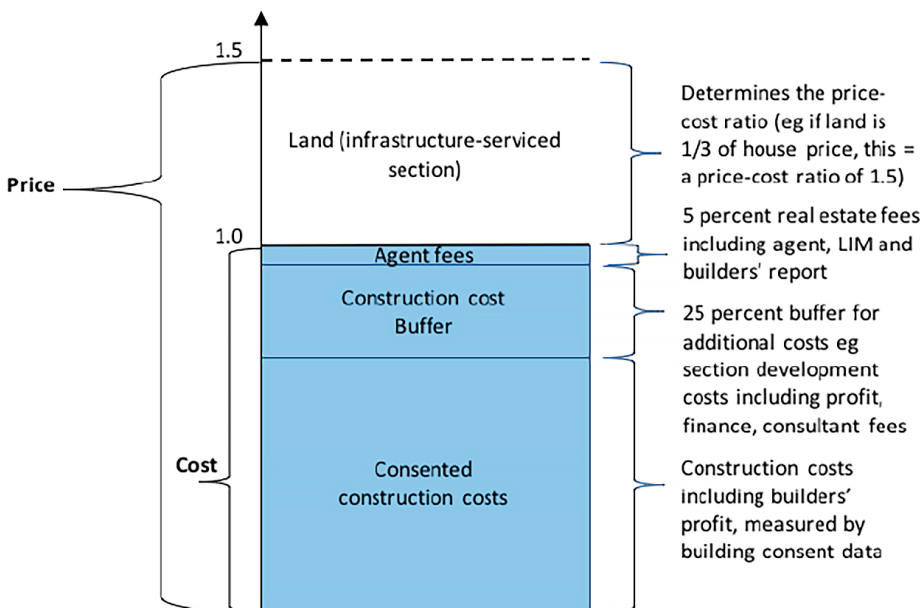 1.5
Land (infrastructure-serviced
section)
Price
1.0
Agent fees
Construction cost
Buffer
Cost
Consented
construction costs
Determines the price-
cost ratio (eg if land is
1/3 of house price, this =
a price-cost ratio of 1.5)
5 percent real estate fees
including agent, LIM and
builders' report
25 percent buffer for
additional costs eg
section development
costs including profit,
finance, consultant fees
Construction costs
including builders’
profit, measured by
building consent data